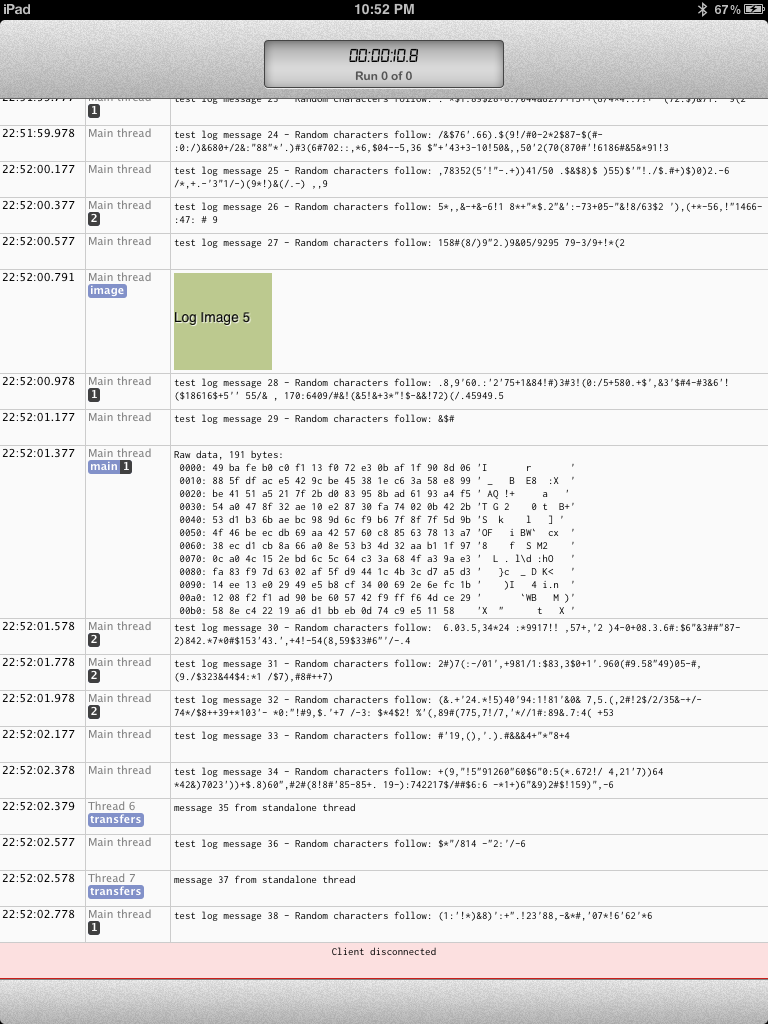 iPad 10:52 PM 67%
00:00:10.8
Run 0 of 0
Main thread
1
22:51:59.978 Main thread test log message 24 - Random characters follow: /&$76'.66).$(9!/#0-2*2$87-$(#-
:0:/)&680+/2&:"88"*'.)#3(6#702::,*6,$04--5,36 $"+'43+3-10!50&,,50'2(70(870#'!6186#&5&*91!3
22:52:00.177 Main thread test log message 25 - Random characters follow: ,78352(5'!"-.+))41/50 .$&$8)$ )55)$'"!./$.#+)$)0)2.-6
/*,+.-'3"1/-)(9*!)&(/.-) ,,9
22:52:00.377 Main thread test log message 26 - Random characters follow: 5*,,&-+&-6!1 8*+"*$.2"&':-73+05-"&!8/63$2 '),(+*-56,!"1466-
2 :47: # 9
22:52:00.577 Main thread test log message 27 - Random characters follow: 158#(8/)9"2.)9&05/9295 79-3/9+!*(2
22:52:00.791 Main thread
image
Log Image 5
22:52:00.978 Main thread test log message 28 - Random characters follow: .8,9'60.:'2'75+1&84!#)3#3!(0:/5+580.+$',&3'$#4-#3&6'!
1 ($18616$+5'' 55/& , 170:6409/#&!(&5!&+3*"!$-&&!72)(/.45949.5
22:52:01.177 Main thread test log message 29 - Random characters follow: &$#
22:52:01.377 Main thread Raw data, 191 bytes:
main 1 0000: 49 ba fe b0 c0 f1 13 f0 72 e3 0b af 1f 90 8d 06 'I       r       '
0010: 88 5f df ac e5 42 9c be 45 38 1e c6 3a 58 e8 99 ' _   B  E8  :X  '
0020: be 41 51 a5 21 7f 2b d0 83 95 8b ad 61 93 a4 f5 ' AQ !+     a   '
0030: 54 a0 47 8f 32 ae 10 e2 87 30 fa 74 02 0b 42 2b 'T G 2    0 t  B+'
0040: 53 d1 b3 6b ae bc 98 9d 6c f9 b6 7f 8f 7f 5d 9b 'S  k    l     ] '
0050: 4f 46 be ec db 69 aa 42 57 60 c8 85 63 78 13 a7 'OF   i BW`  cx  '
0060: 38 ec d1 cb 8a 66 a0 8e 53 b3 4d 32 aa b1 1f 97 '8    f  S M2    '
0070: 0c a0 4c 15 2e bd 6c 5c 64 c3 3a 68 4f a3 9a e3 '  L . l\d :hO   '
0080: fa 83 f9 7d 63 02 af 5f d9 44 1c 4b 3c d7 a5 d3 '   }c  _ D K<   '
0090: 14 ee 13 e0 29 49 e5 b8 cf 34 00 69 2e 6e fc 1b '    )I   4 i.n  '
00a0: 12 08 f2 f1 ad 90 be 60 57 42 f9 ff f6 4d ce 29 '       `WB   M )'
00b0: 58 8e c4 22 19 a6 d1 bb eb 0d 74 c9 e5 11 58    'X  "      t   X '
22:52:01.578 Main thread test log message 30 - Random characters follow:  6.03.5,34*24 :*9917!! ,57+,'2 )4-0+08.3.6#:$6"&3##"87-
2 2)842.*7*0#$153'43.',+4!-54(8,59$33#6"'/-.4
22:52:01.778 Main thread test log message 31 - Random characters follow: 2#)7(:-/01',+981/1:$83,3$0+1'.960(#9.58"49)05-#,
2 (9./$323&44$4:*1 /$7),#8#++7)
22:52:01.978 Main thread test log message 32 - Random characters follow: (&.+'24.*!5)40'94:1!81'&0& 7,5.(,2#!2$/2/35&-+/-
2 74*/$8++39+*103'- *0:"!#9,$.'+7 /-3: $*4$2! %'(,89#(775,7!/7,'*//1#:89&.7:4( +53
22:52:02.177 Main thread test log message 33 - Random characters follow: #'19,(),'.).#&&&4+"*"8+4
22:52:02.378 Main thread test log message 34 - Random characters follow: +(9,"!5"91260"60$6"0:5(*.672!/ 4,21'7))64
*42&)7023'))+$.8)60",#2#(8!8#'85-85+. 19-):742217$/##$6:6 -*1+)6"&9)2#$!159)",-6
22:52:02.379 Thread 6 message 35 from standalone thread
transfers
22:52:02.577 Main thread test log message 36 - Random characters follow: $*"/814 -"2:'/-6
22:52:02.578 Thread 7 message 37 from standalone thread
transfers
22:52:02.778 Main thread test log message 38 - Random characters follow: (1:'!*)&8)':+".!23'88,-&*#,'07*!6'62'*6
1
Client disconnected